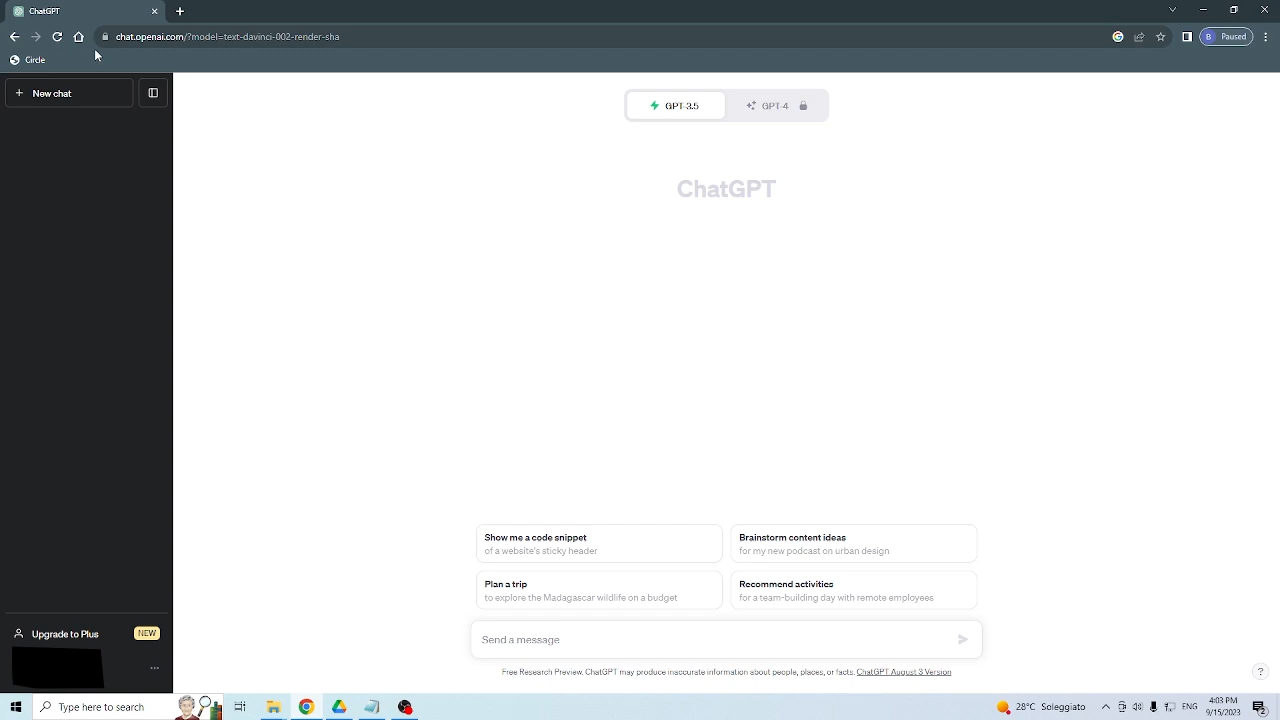 ChatGPT
chat.openai.com/?model=text-davinci-002-render-sha
B Paused
Circle
New chat
GPT-3.5
GPT-4
ChatGPT
Show me a code snippet
of a website's sticky header
Brainstorm content ideas
for my new podcast on urban design
Plan a trip
to explore the Madagascar wildlife on a budget
Recommend activities
for a team-building day with remote employees
Upgrade to Plus
NEW
Send a message
Free Research Preview. ChatGPT may produce inaccurate information about people, places, or facts. ChatGPT August 3 Version
?
Type here to search
28°C Soleggiato
ENG
4:03 PM
9/15/2023